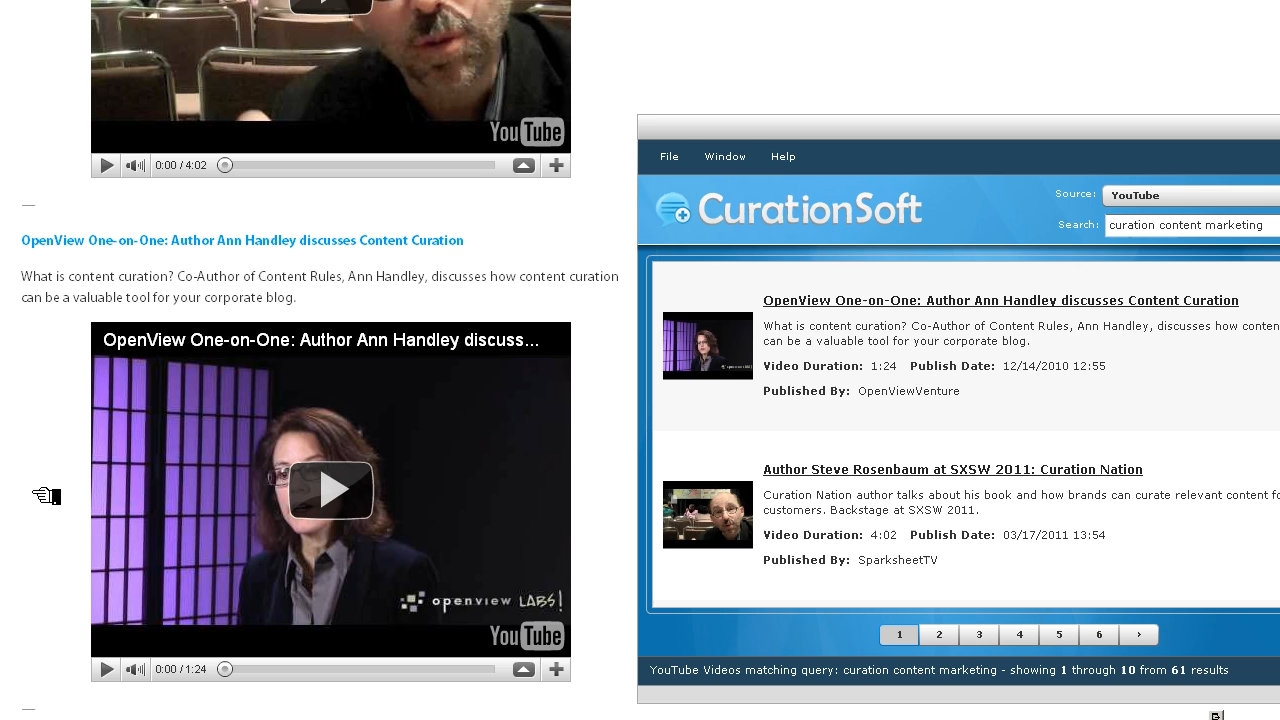 YouTube
0:00 / 4:02
—
OpenView One-on-One: Author Ann Handley discusses Content Curation
What is content curation? Co-Author of Content Rules, Ann Handley, discusses how content curation
can be a valuable tool for your corporate blog.
OpenView One-on-One: Author Ann Handley discuss...
openview LABS!
YouTube
0:00 / 1:24
—
File Window Help
CurationSoft
Source: YouTube
Search: curation content marketing
OpenView One-on-One: Author Ann Handley discusses Content Curation
What is content curation? Co-Author of Content Rules, Ann Handley, discusses how conten
can be a valuable tool for your corporate blog.
Video Duration: 1:24 Publish Date: 12/14/2010 12:55
Published By: OpenViewVenture
Author Steve Rosenbaum at SXSW 2011: Curation Nation
Curation Nation author talks about his book and how brands can curate relevant content fo
customers. Backstage at SXSW 2011.
Video Duration: 4:02 Publish Date: 03/17/2011 13:54
Published By: SparksheetTV
1 2 3 4 5 6 ›
YouTube Videos matching query: curation content marketing - showing 1 through 10 from 61 results